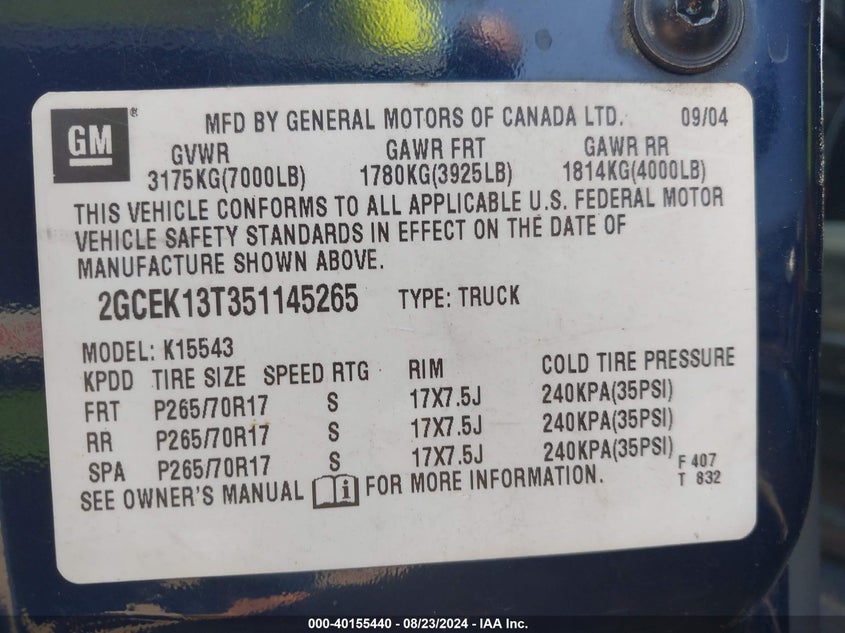 GM ®
MFD BY GENERAL MOTORS OF CANADA LTD. 09/04
GVWR GAWR FRT GAWR RR
3175KG(7000LB) 1780KG(3925LB) 1814KG(4000LB)
THIS VEHICLE CONFORMS TO ALL APPLICABLE U.S. FEDERAL MOTOR
VEHICLE SAFETY STANDARDS IN EFFECT ON THE DATE OF
MANUFACTURE SHOWN ABOVE.
2GCEK13T351145265 TYPE: TRUCK
MODEL: K15543
KPDD TIRE SIZE SPEED RTG RIM COLD TIRE PRESSURE
FRT P265/70R17 S 17X7.5J 240KPA(35PSI)
RR P265/70R17 S 17X7.5J 240KPA(35PSI)
SPA P265/70R17 S 17X7.5J 240KPA(35PSI)
SEE OWNER'S MANUAL i FOR MORE INFORMATION.
F 407
T 832
000-40155440 - 08/23/2024 - IAA Inc.